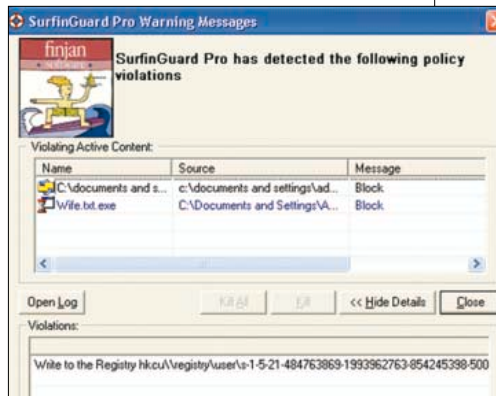 SurfinGuard Pro Warning Messages
finjan
software
SurfinGuard Pro has detected the following policy
violations
Violating Active Content:
Name Source Message
C:\documents and s... c:\documents and settings\ad... Block
Wife.txt.exe C:\Documents and Settings\A... Block
Open Log Kill All Kill << Hide Details Close
Violations:
Write to the Registry hkcu\\registry\user\s-1-5-21-484763869-1993962763-854245398-500